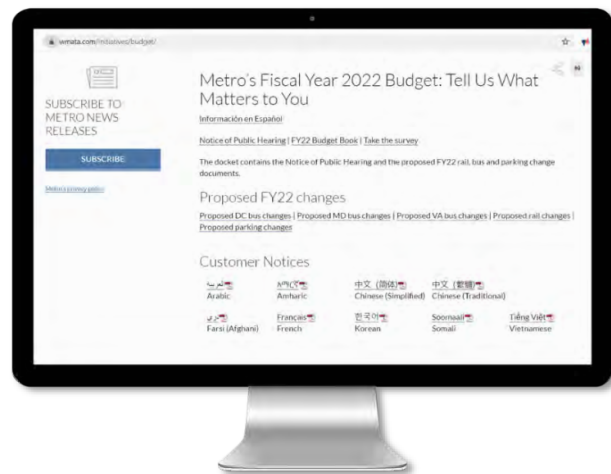 wmata.com/initiatives/budget/
SUBSCRIBE TO
METRO NEWS
RELEASES
SUBSCRIBE
Metro's privacy policy
Metro's Fiscal Year 2022 Budget: Tell Us What
Matters to You
Información en Español
Notice of Public Hearing | FY22 Budget Book | Take the survey
The docket contains the Notice of Public Hearing and the proposed FY22 rail, bus and parking change
documents.
Proposed FY22 changes
Proposed DC bus changes | Proposed MD bus changes | Proposed VA bus changes | Proposed rail changes |
Proposed parking changes
Customer Notices
አማርኛ 中文 (简体) 中文 (繁體)
Arabic Amharic Chinese (Simplified) Chinese (Traditional)
Français 한국어 Soomaali Tiếng Việt
Farsi (Afghani) French Korean Somali Vietnamese